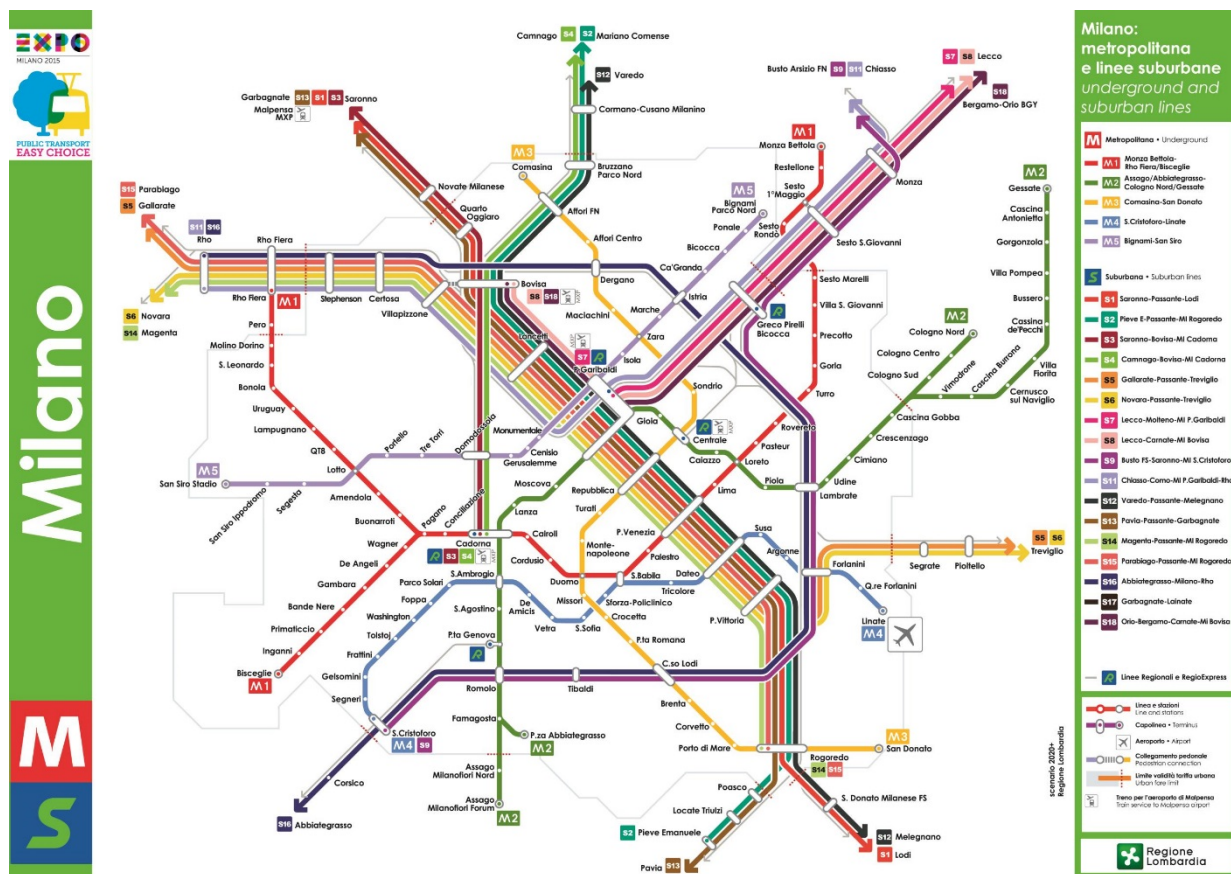 EXPO
MILANO 2015
PUBLIC TRANSPORT
EASY CHOICE
Milano
M
S
Camnago S4 S2 Mariano Comense
S12 Varedo
Garbagnate S13 S1 S3 Saronno
Malpensa
MXP
Cormano-Cusano Milanino
Busto Arsizio FN S9 S11 Chiasso
S7 S8 Lecco
S18
Bergamo-Orio BGY
M3
Comasina
Bruzzano
Parco Nord
M1
Monza Bettola
Restellone
Sesto
1°Maggio
Sesto
Rondò
Monza
Sesto S.Giovanni
M2
Gessate
Cascina
Antonietta
Gorgonzola
Villa Pompea
Bussero
Cassina
de'Pecchi
Villa
Fiorita
Cernusco
sul Naviglio
Cascina Burrona
Vimodrone
M2
Cologno Nord
Cologno Centro
Cologno Sud
Cascina Gobba
Crescenzago
Cimiano
Udine
Lambrate
S15 Parabiago
S5 Gallarate
S11 S16
Rho
Rho Fiera
Novate Milanese
Quarto
Oggiaro
Affori FN
Affori Centro
Dergano
Maciachini
M5
Bignami
Parco Nord
Ponale
Bicocca
Ca'Granda
Istria
Marche
Zara
Isola
Sesto Marelli
Villa S. Giovanni
Precotto
Gorla
Turro
Rovereto
Pasteur
Loreto
Lima
Greco Pirelli
Bicocca
S6 Novara
S14 Magenta
Rho Fiera M1
Stephenson
Certosa
Villapizzone
Bovisa
S8 S18 MXP
Lancetti
MXP
S7 R
P.Garibaldi
Sondrio
R MXP
Centrale
Gioia
Caiazzo
Piola
Pero
Molino Dorino
S. Leonardo
Bonola
Uruguay
Lampugnano
QT8
Lotto
Amendola
Buonarroti
Pagano
Conciliazione
Wagner
De Angeli
Gambara
Bande Nere
Primaticcio
Inganni
Bisceglie
M1
M5
San Siro Stadio
San Siro Ippodromo
Segesta
Portello
Tre Torri
Domodossola
Gerusalemme
Cenisio
Monumentale
Moscova
Lanza
Cadorna
R S3 S4 MXP
Cairoli
Cordusio
Duomo
Repubblica
Turati
Monte-
napoleone
P.Venezia
Palestro
S.Babila
Missori
Susa
Argonne
Dateo
Tricolore
Sforza-Policlinico
Crocetta
P.Vittoria
Forlanini
Q.re Forlanini
Linate
M4
Segrate
Pioltello
S5 S6
Treviglio
S.Ambrogio
Parco Solari
Foppa
Washington
Tolstoj
Frattini
Gelsomini
Segneri
S.Cristoforo
M4 S9
De
Amicis
Vetra
S.Sofia
S.Agostino
P.ta Genova
R
Romolo
Tibaldi
P.ta Romana
C.so Lodi
Brenta
Corvetto
Porto di Mare
Rogoredo
S14 S15
M3
San Donato
Famagosta
P.za Abbiategrasso
M2
Assago
Milanofiori Nord
Assago
Milanofiori Forum
M2
Corsico
S16 Abbiategrasso
Poasco
Locate Triulzi
S2 Pieve Emanuele
Pavia S13
S. Donato Milanese FS
S12 Melegnano
S1 Lodi
scenario 2020+
Regione Lombardia
Milano:
metropolitana
e linee suburbane
underground and
suburban lines
M Metropolitana • Underground
M1 Monza Bettola-
Rho Fiera/Bisceglie
M2 Assago/Abbiategrasso-
Cologno Nord/Gessate
M3 Comasina-San Donato
M4 S.Cristoforo-Linate
M5 Bignami-San Siro
S Suburbana • Suburban lines
S1 Saronno-Passante-Lodi
S2 Pieve E-Passante-MI Rogoredo
S3 Saronno-Bovisa-MI Cadorna
S4 Camnago-Bovisa-MI Cadorna
S5 Gallarate-Passante-Treviglio
S6 Novara-Passante-Treviglio
S7 Lecco-Molteno-MI P.Garibaldi
S8 Lecco-Carnate-MI Bovisa
S9 Busto FS-Saronno-MI S.Cristoforo
S11 Chiasso-Como-MI P.Garibaldi-Rho
S12 Varedo-Passante-Melegnano
S13 Pavia-Passante-Garbagnate
S14 Magenta-Passante-MI Rogoredo
S15 Parabiago-Passante-MI Rogoredo
S16 Abbiategrasso-Milano-Rho
S17 Garbagnate-Lainate
S18 Orio-Bergamo-Carnate-Mi Bovisa
R Linee Regionali e RegioExpress
Linea e stazioni
Line and stations
Capolinea • Terminus
Aeroporto • Airport
Collegamento pedonale
Pedestrian connection
Limite validità tariffa urbana
Urban fare limit
Treno per l'aeroporto di Malpensa
Train service to Malpensa airport
Regione
Lombardia